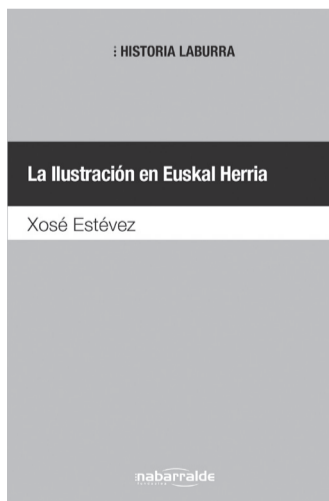 ⋮ HISTORIA LABURRA
La Ilustración en Euskal Herria
Xosé Estévez
nabarralde